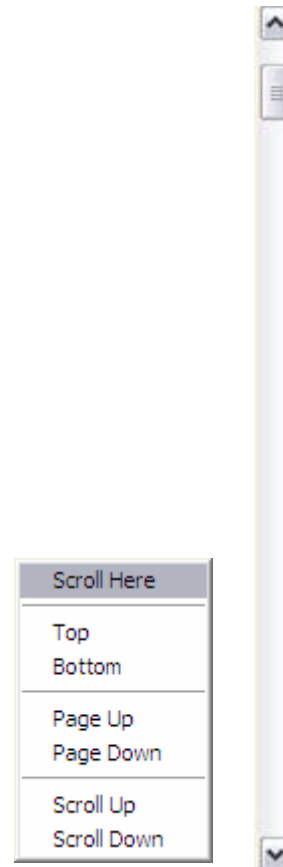 Scroll Here
Top
Bottom
Page Up
Page Down
Scroll Up
Scroll Down